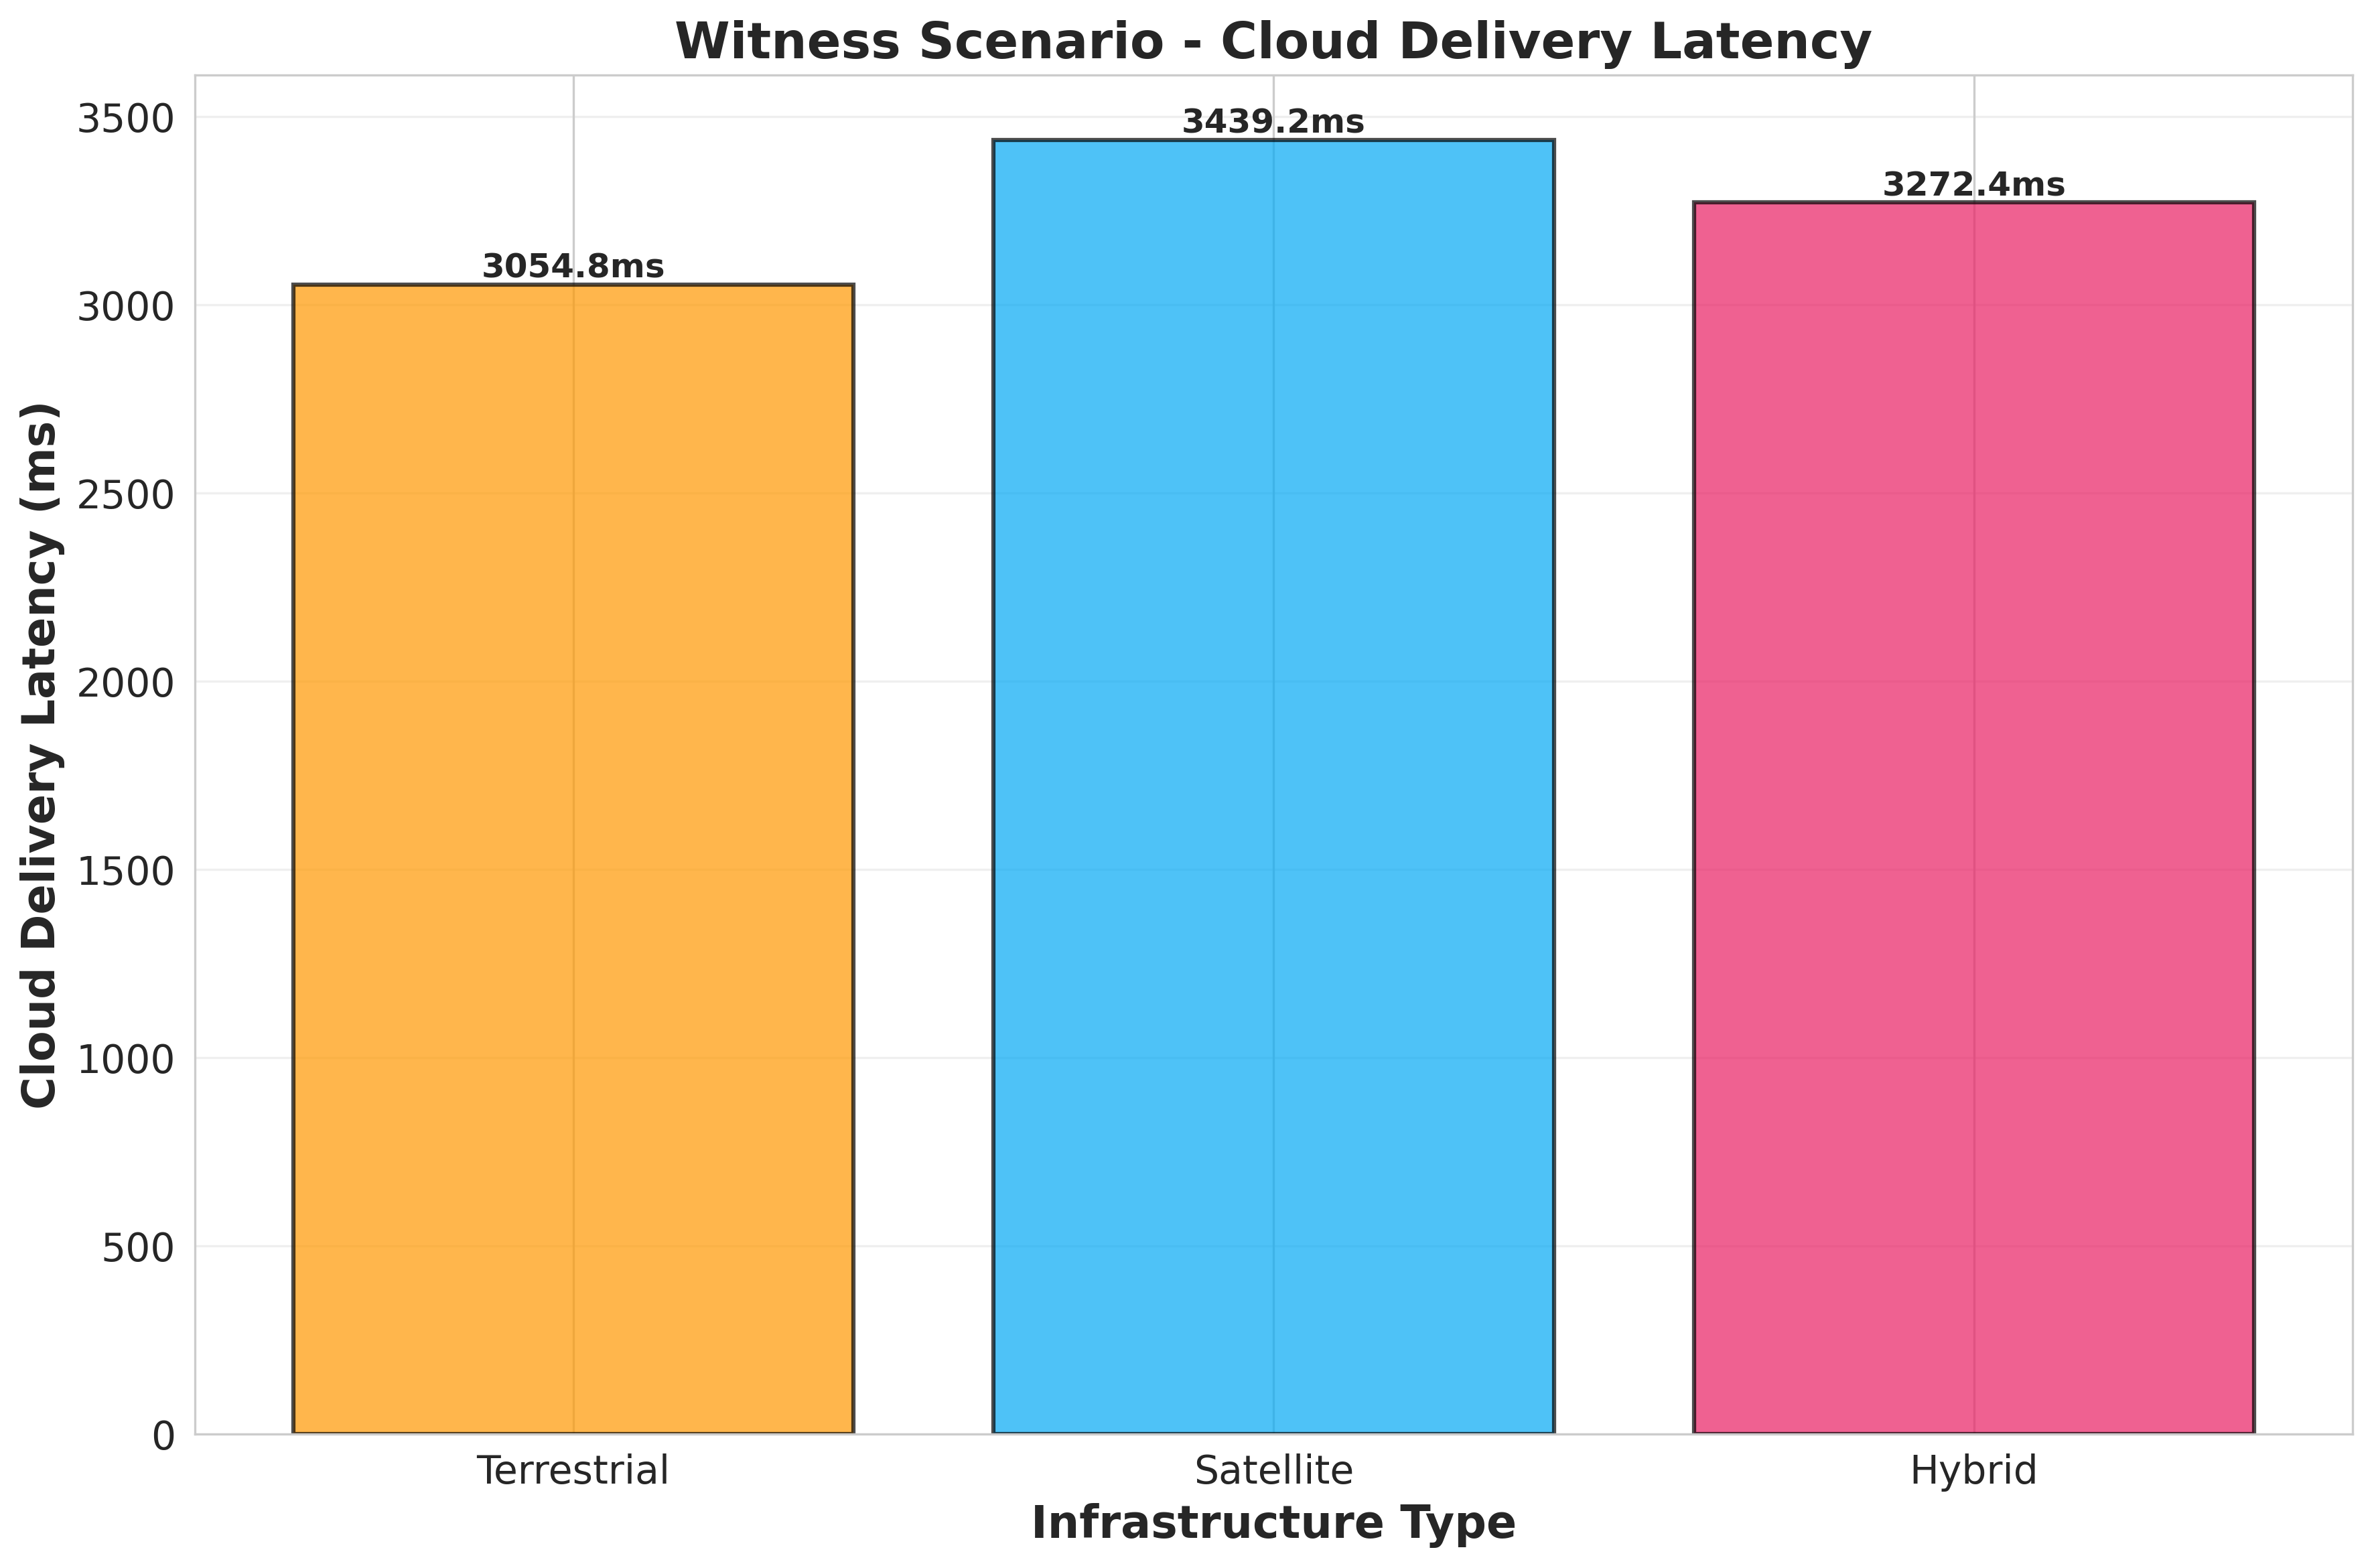 Witness Scenario - Cloud Delivery Latency
Cloud Delivery Latency (ms)
3500
3000
2500
2000
1500
1000
500
0
3054.8ms
3439.2ms
3272.4ms
Terrestrial
Satellite
Hybrid
Infrastructure Type